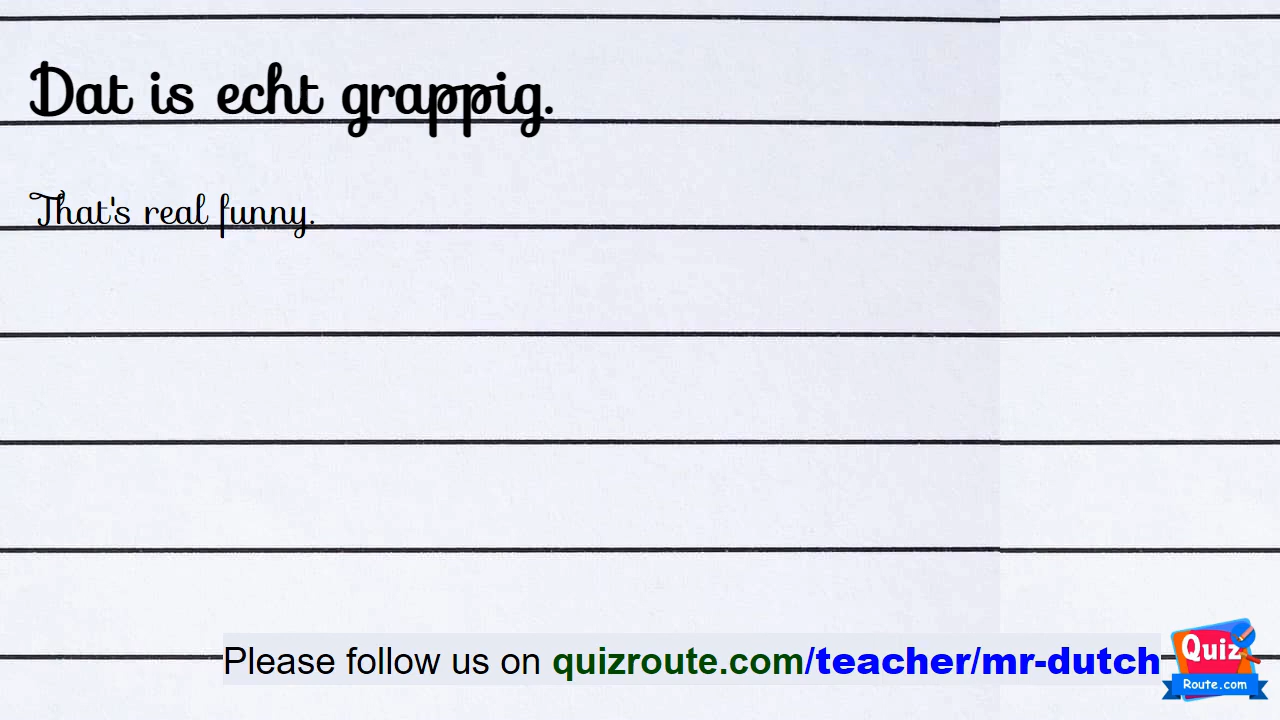 Dat is echt grappig.
That's real funny.
Please follow us on quizroute.com/teacher/mr-dutch
Quiz
Route.com